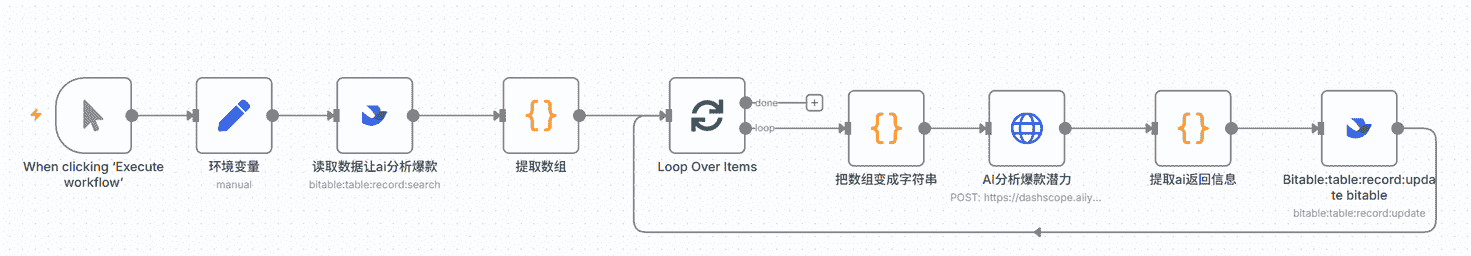 done
loop
When clicking ‘Execute
workflow’
环境变量
manual
读取数据让ai分析爆款
bitable:table:record:search
提取数组
Loop Over Items
把数组变成字符串
AI分析爆款潜力
POST: https://dashscope.aliy...
提取ai返回信息
Bitable:table:record:upda
te bitable
bitable:table:record:update